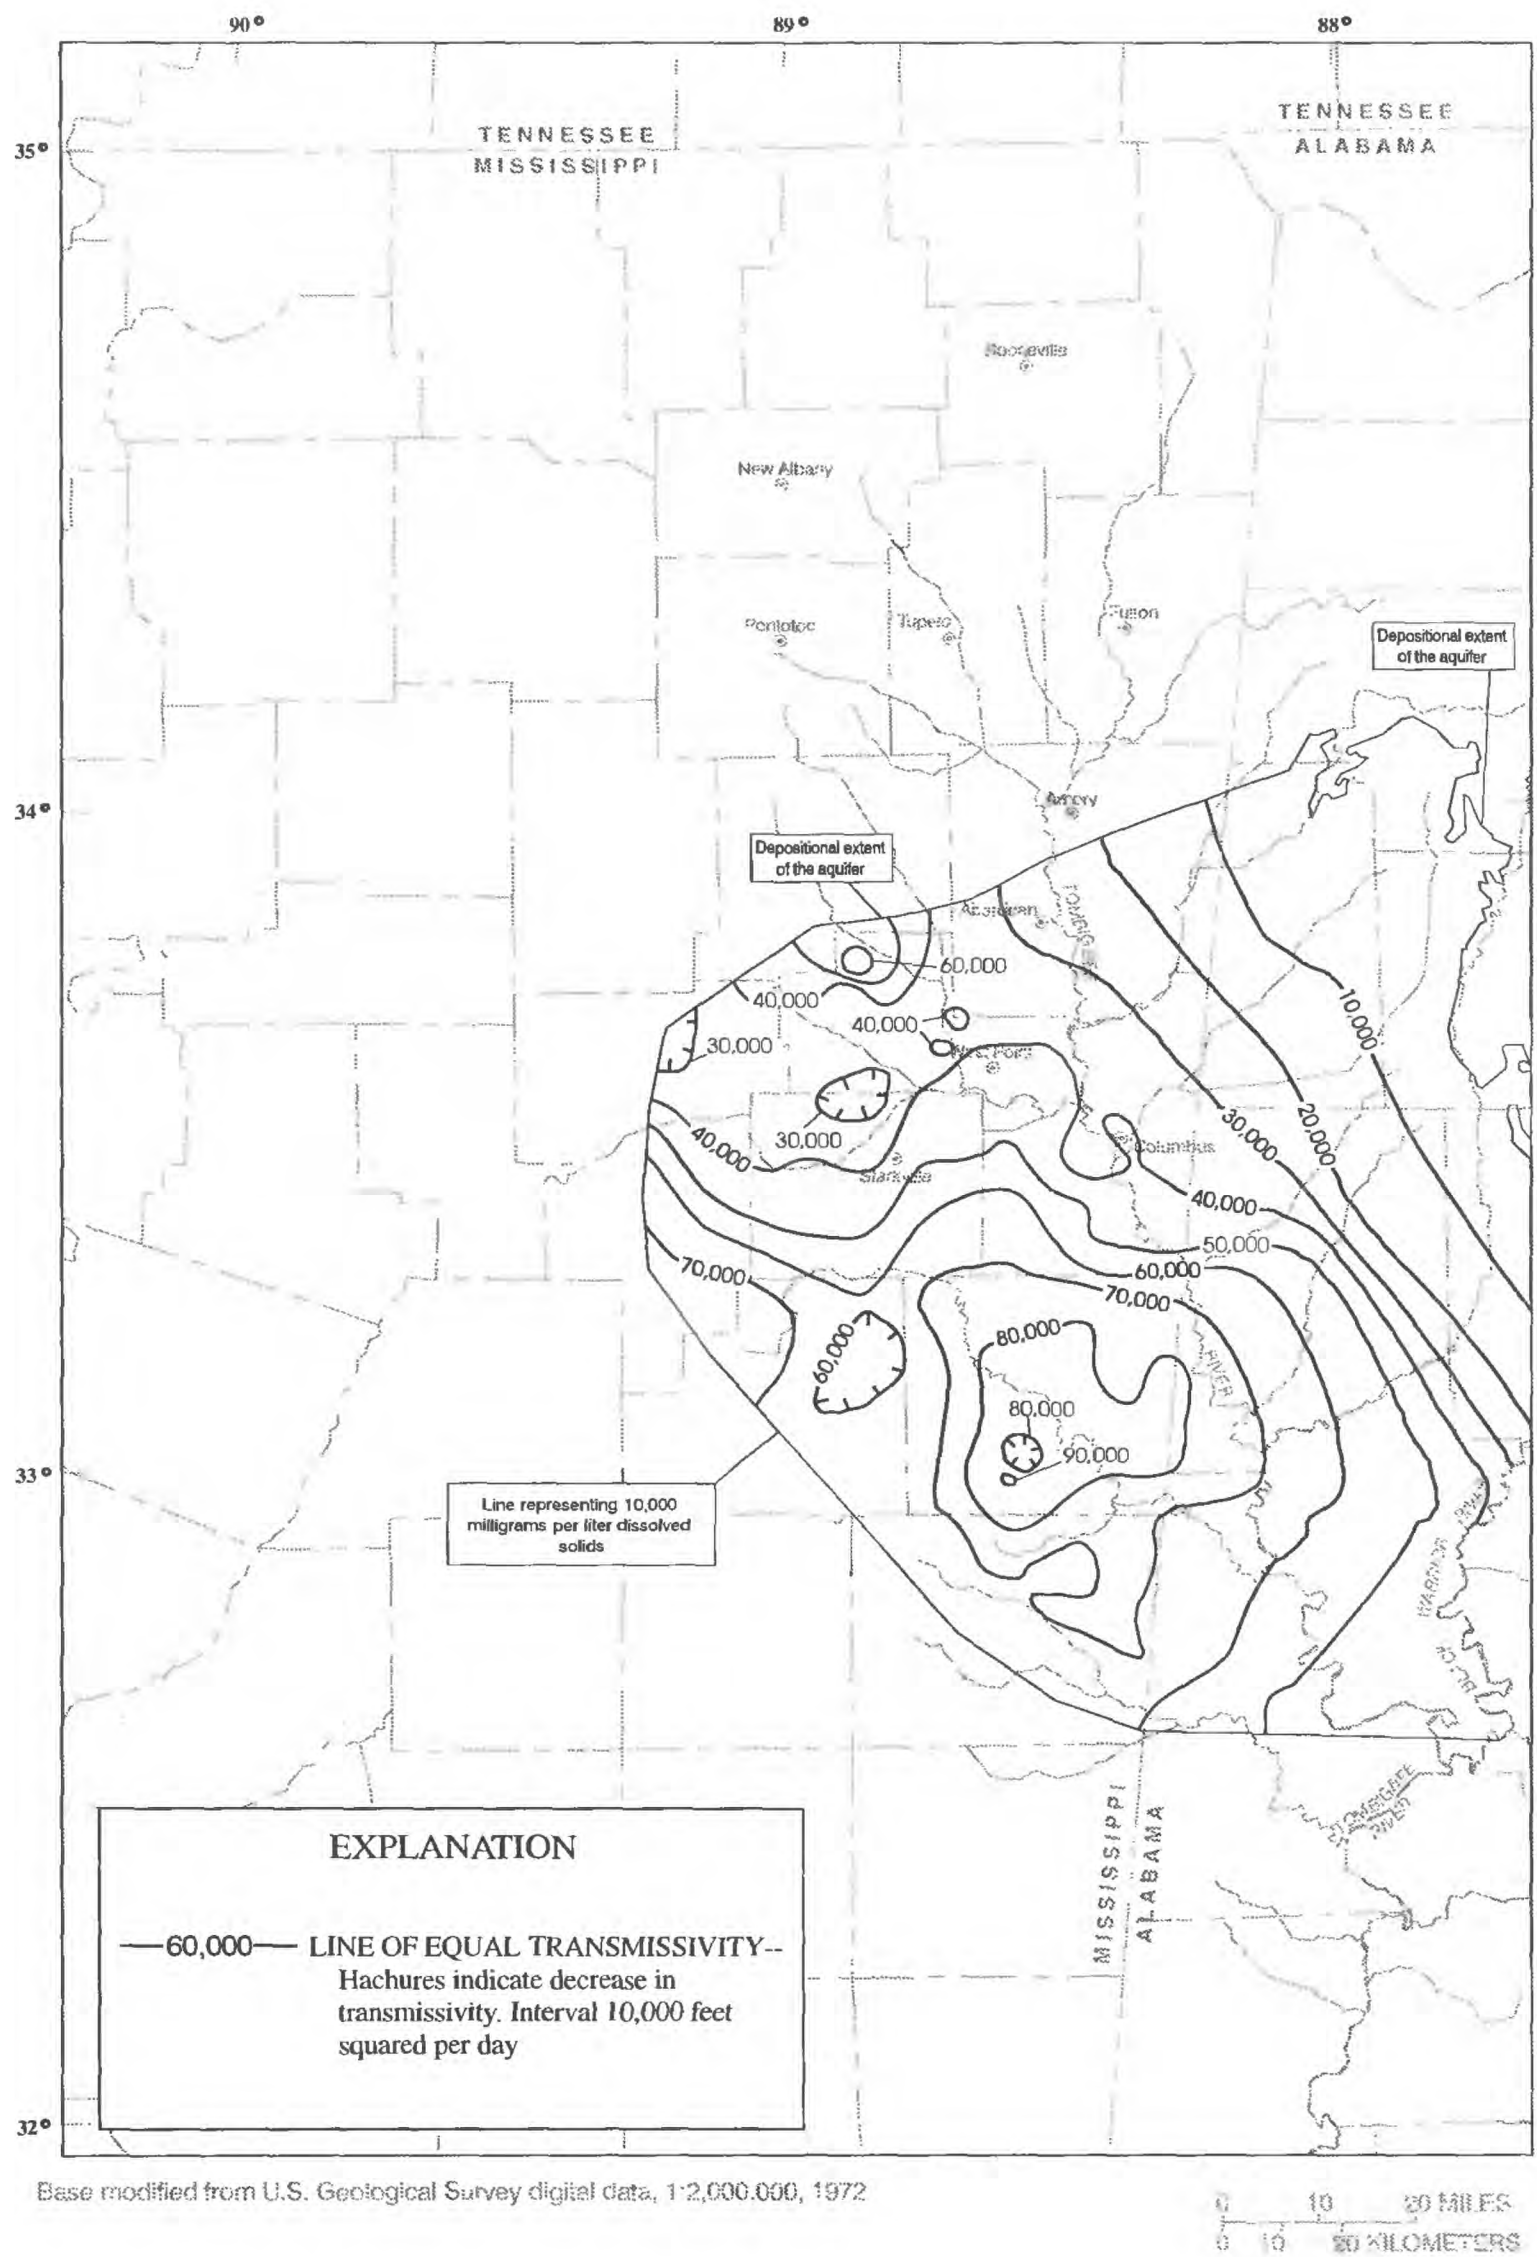 90° 89° 88°
TENNESSEE
MISSISSIPPI
TENNESSEE
ALABAMA
35°
Booneville
New Albany
Pontotoc
Tupelo
Fulton
Depositional extent
of the aquifer
34°
Amory
Depositional extent
of the aquifer
Aberdeen
60,000
40,000
40,000
10,000
30,000
West Point
30,000
40,000
30,000
20,000
Columbus
Starkville
40,000
50,000
70,000
60,000
70,000
60,000
80,000
RIVER
80,000
90,000
33°
Line representing 10,000
milligrams per liter dissolved
solids
WARRIOR
BLACK
TOMBIGBEE
RIVER
MISSISSIPPI
ALABAMA
EXPLANATION
60,000 LINE OF EQUAL TRANSMISSIVITY--
Hachures indicate decrease in
transmissivity. Interval 10,000 feet
squared per day
32°
Base modified from U.S. Geological Survey digital data, 1:2,000,000, 1972
0 10 20 MILES
0 10 20 KILOMETERS